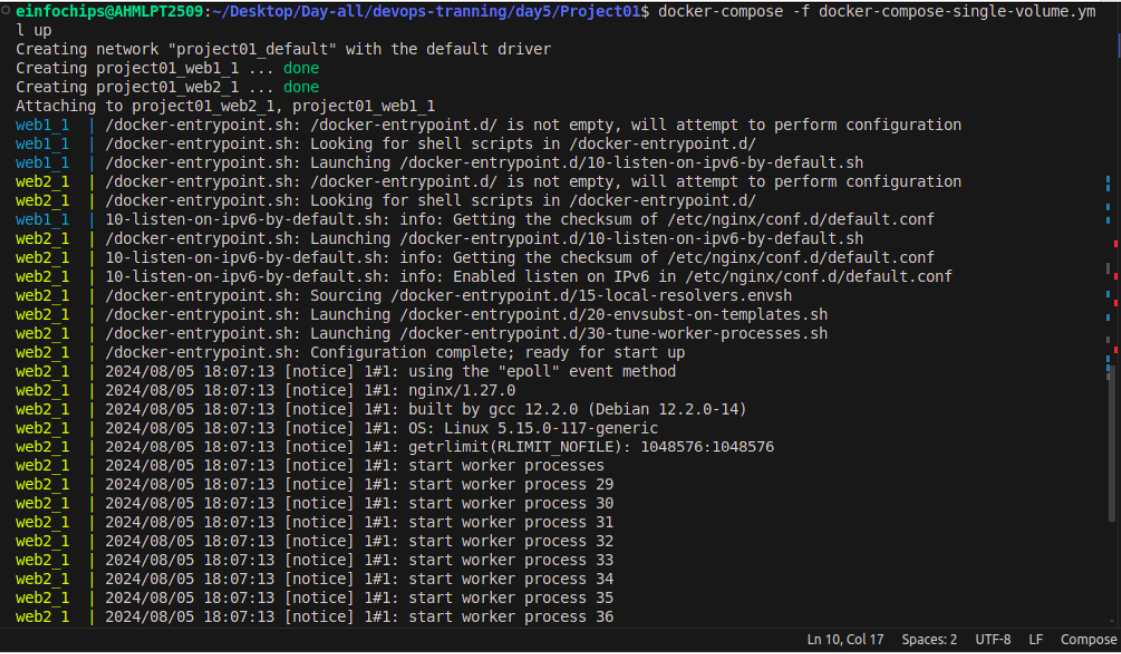 einfochips@AHMLPT2509:~/Desktop/Day-all/devops-tranning/day5/Project01$ docker-compose -f docker-compose-single-volume.ym
l up
Creating network "project01_default" with the default driver
Creating project01_web1_1 ... done
Creating project01_web2_1 ... done
Attaching to project01_web2_1, project01_web1_1
web1_1  | /docker-entrypoint.sh: /docker-entrypoint.d/ is not empty, will attempt to perform configuration
web1_1  | /docker-entrypoint.sh: Looking for shell scripts in /docker-entrypoint.d/
web1_1  | /docker-entrypoint.sh: Launching /docker-entrypoint.d/10-listen-on-ipv6-by-default.sh
web2_1  | /docker-entrypoint.sh: /docker-entrypoint.d/ is not empty, will attempt to perform configuration
web2_1  | /docker-entrypoint.sh: Looking for shell scripts in /docker-entrypoint.d/
web1_1  | 10-listen-on-ipv6-by-default.sh: info: Getting the checksum of /etc/nginx/conf.d/default.conf
web2_1  | /docker-entrypoint.sh: Launching /docker-entrypoint.d/10-listen-on-ipv6-by-default.sh
web2_1  | 10-listen-on-ipv6-by-default.sh: info: Getting the checksum of /etc/nginx/conf.d/default.conf
web2_1  | 10-listen-on-ipv6-by-default.sh: info: Enabled listen on IPv6 in /etc/nginx/conf.d/default.conf
web2_1  | /docker-entrypoint.sh: Sourcing /docker-entrypoint.d/15-local-resolvers.envsh
web2_1  | /docker-entrypoint.sh: Launching /docker-entrypoint.d/20-envsubst-on-templates.sh
web2_1  | /docker-entrypoint.sh: Launching /docker-entrypoint.d/30-tune-worker-processes.sh
web2_1  | /docker-entrypoint.sh: Configuration complete; ready for start up
web2_1  | 2024/08/05 18:07:13 [notice] 1#1: using the "epoll" event method
web2_1  | 2024/08/05 18:07:13 [notice] 1#1: nginx/1.27.0
web2_1  | 2024/08/05 18:07:13 [notice] 1#1: built by gcc 12.2.0 (Debian 12.2.0-14)
web2_1  | 2024/08/05 18:07:13 [notice] 1#1: OS: Linux 5.15.0-117-generic
web2_1  | 2024/08/05 18:07:13 [notice] 1#1: getrlimit(RLIMIT_NOFILE): 1048576:1048576
web2_1  | 2024/08/05 18:07:13 [notice] 1#1: start worker processes
web2_1  | 2024/08/05 18:07:13 [notice] 1#1: start worker process 29
web2_1  | 2024/08/05 18:07:13 [notice] 1#1: start worker process 30
web2_1  | 2024/08/05 18:07:13 [notice] 1#1: start worker process 31
web2_1  | 2024/08/05 18:07:13 [notice] 1#1: start worker process 32
web2_1  | 2024/08/05 18:07:13 [notice] 1#1: start worker process 33
web2_1  | 2024/08/05 18:07:13 [notice] 1#1: start worker process 34
web2_1  | 2024/08/05 18:07:13 [notice] 1#1: start worker process 35
web2_1  | 2024/08/05 18:07:13 [notice] 1#1: start worker process 36
Ln 10, Col 17 Spaces: 2 UTF-8 LF Compose